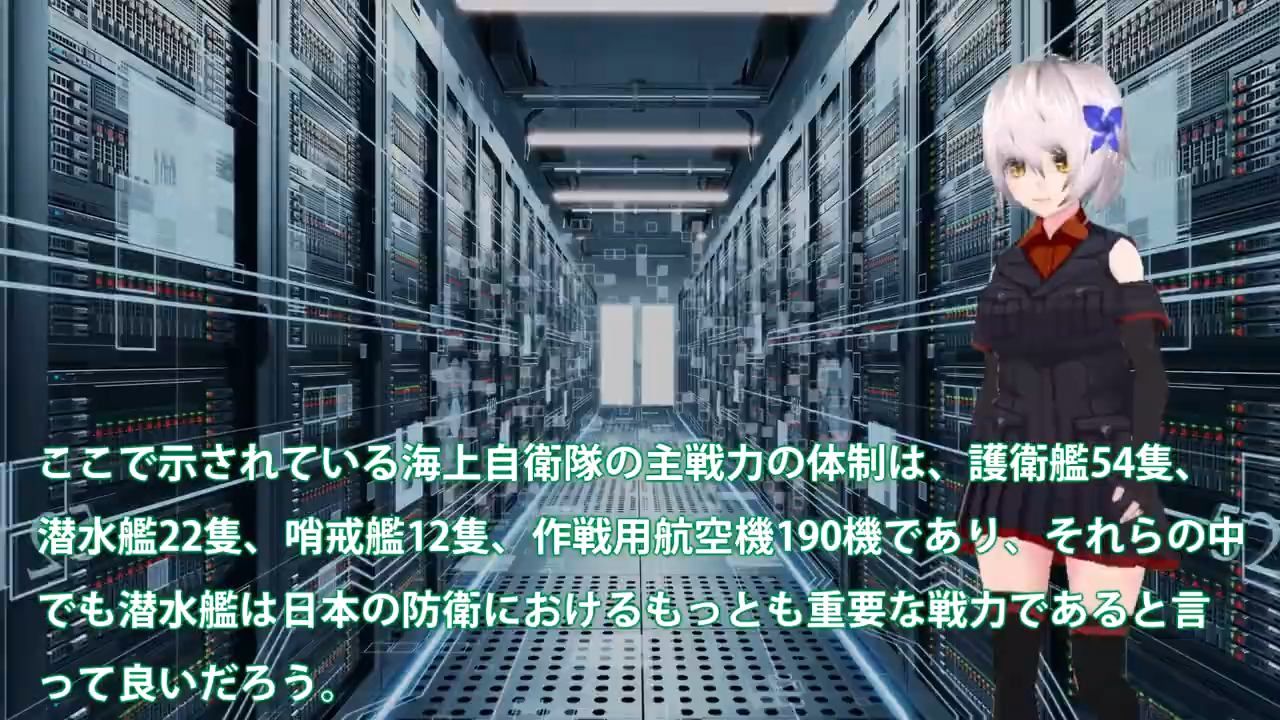 ここで示されている海上自衛隊の主戦力の体制は、護衛艦54隻、
潜水艦22隻、哨戒艦12隻、作戦用航空機190機であり、それらの中
でも潜水艦は日本の防衛におけるもっとも重要な戦力であると言
って良いだろう。